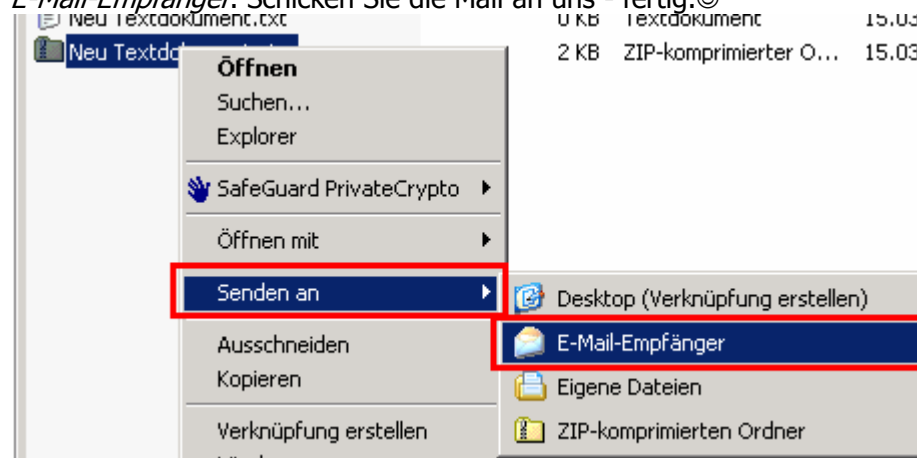 E-Mail-Empfänger. Schicken Sie die Mail an uns - fertig.☺
Neu Textdokument.txt 0 KB Textdokument 15.03
Neu Textdo 2 KB ZIP-komprimierter O... 15.03
Öffnen
Suchen...
Explorer
SafeGuard PrivateCrypto
Öffnen mit
Senden an
Desktop (Verknüpfung erstellen)
E-Mail-Empfänger
Eigene Dateien
ZIP-komprimierten Ordner
Ausschneiden
Kopieren
Verknüpfung erstellen